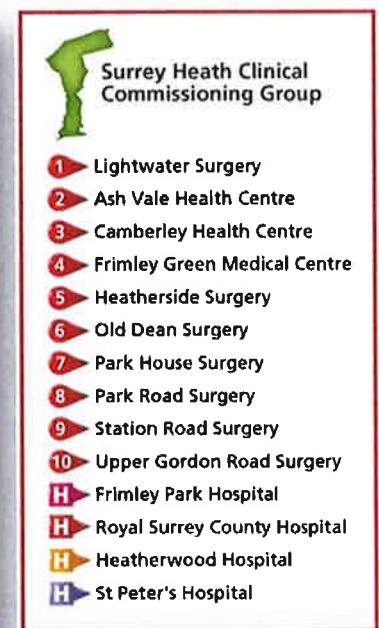 Surrey Heath Clinical
Commissioning Group
1 Lightwater Surgery
2 Ash Vale Health Centre
3 Camberley Health Centre
4 Frimley Green Medical Centre
5 Heatherside Surgery
6 Old Dean Surgery
7 Park House Surgery
8 Park Road Surgery
9 Station Road Surgery
10 Upper Gordon Road Surgery
H Frimley Park Hospital
H Royal Surrey County Hospital
H Heatherwood Hospital
H St Peter's Hospital